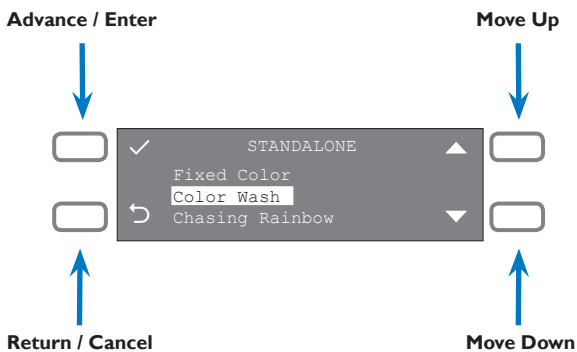 Advance / Enter
Move Up
STANDALONE
Fixed Color
Color Wash
Chasing Rainbow
Return / Cancel
Move Down